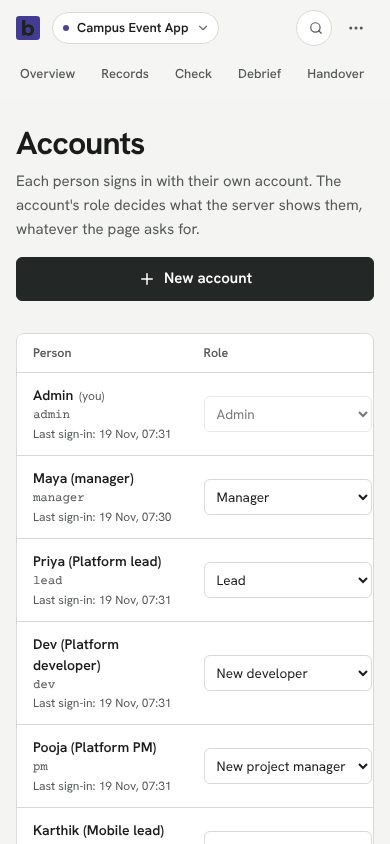 b
Campus Event App
Overview Records Check Debrief Handover
Accounts
Each person signs in with their own account. The
account's role decides what the server shows them,
whatever the page asks for.
+ New account
Person Role
Admin (you)
admin
Last sign-in: 19 Nov, 07:31
Admin
Maya (manager)
manager
Last sign-in: 19 Nov, 07:30
Manager
Priya (Platform lead)
lead
Last sign-in: 19 Nov, 07:31
Lead
Dev (Platform
developer)
dev
Last sign-in: 19 Nov, 07:31
New developer
Pooja (Platform PM)
pm
Last sign-in: 19 Nov, 07:31
New project manager
Karthik (Mobile lead)